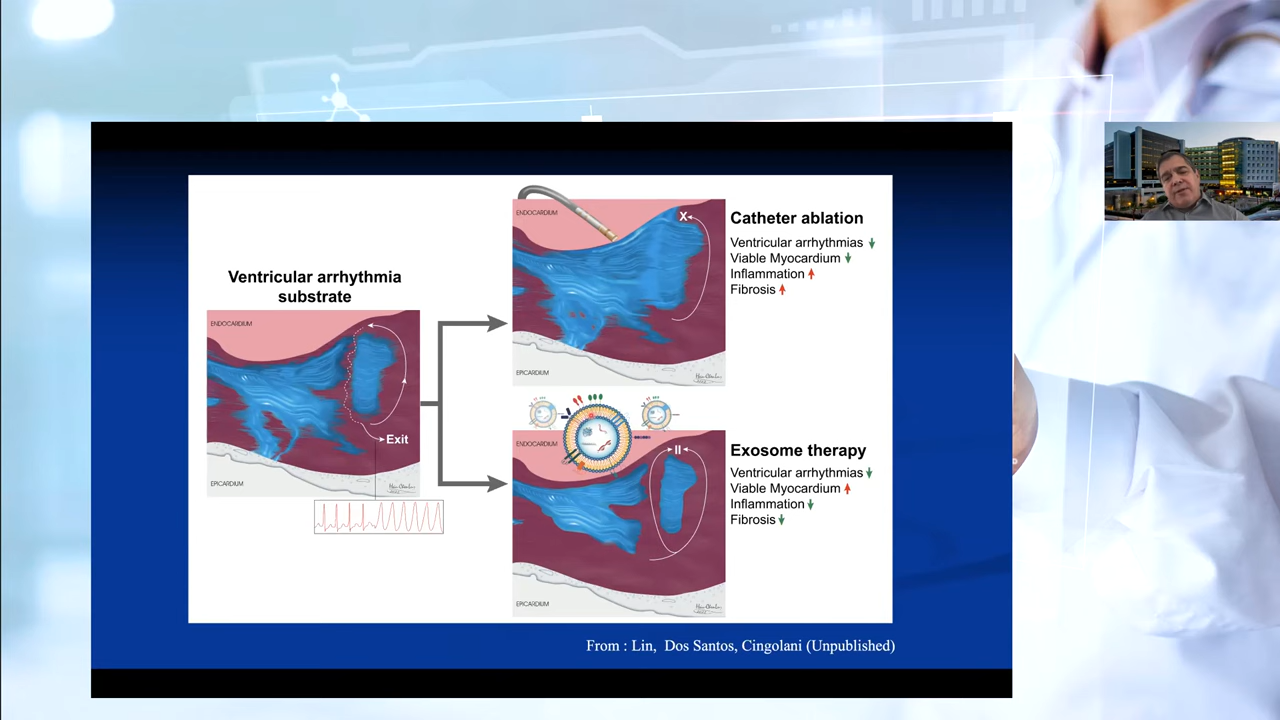 Ventricular arrhythmia
substrate
ENDOCARDIUM
Exit
EPICARDIUM
ENDOCARDIUM
X
EPICARDIUM
Catheter ablation
Ventricular arrhythmias ↓
Viable Myocardium ↓
Inflammation ↑
Fibrosis ↑
ENDOCARDIUM
II
EPICARDIUM
Exosome therapy
Ventricular arrhythmias ↓
Viable Myocardium ↑
Inflammation ↓
Fibrosis ↓
From : Lin, Dos Santos, Cingolani (Unpublished)